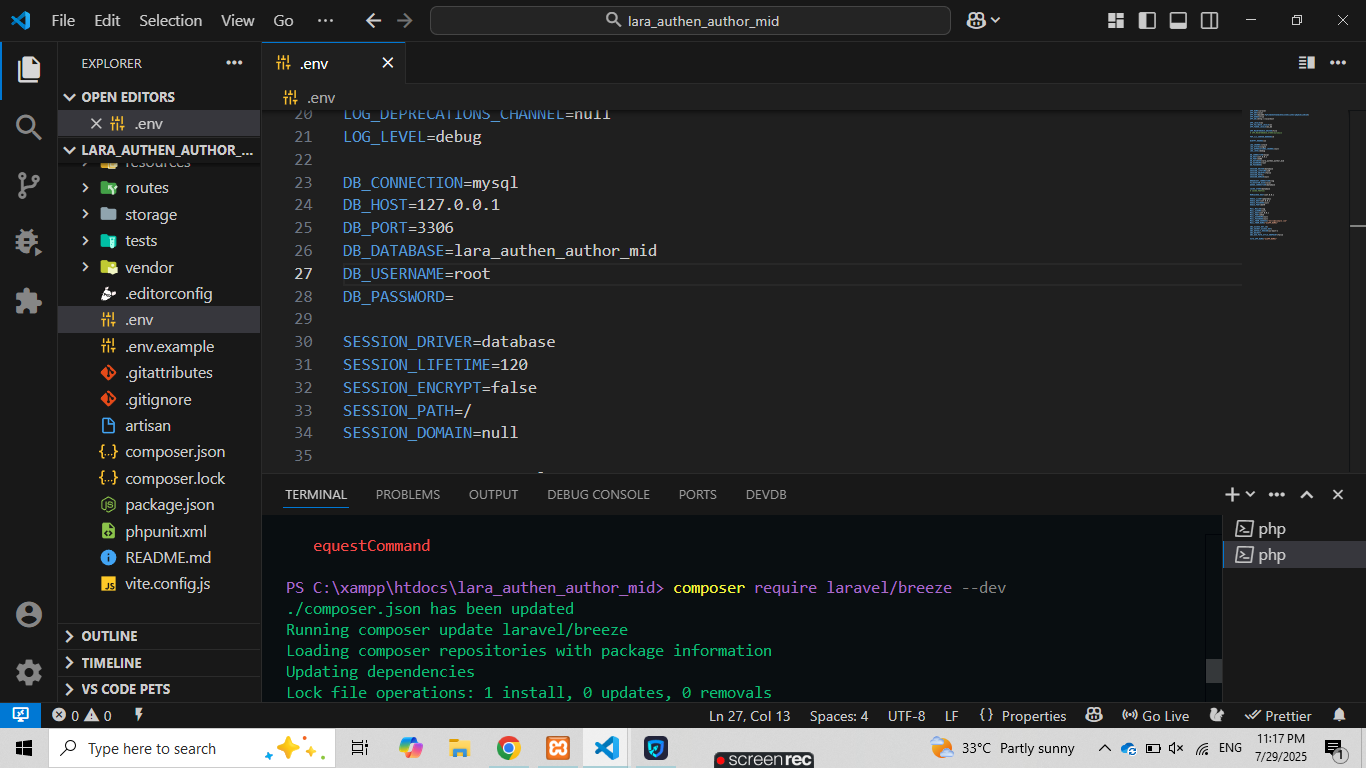 File Edit Selection View Go ···
lara_authen_author_mid
EXPLORER
OPEN EDITORS
.env
LARA_AUTHEN_AUTHOR_...
resources
routes
storage
tests
vendor
.editorconfig
.env
.env.example
.gitattributes
.gitignore
artisan
composer.json
composer.lock
package.json
phpunit.xml
README.md
vite.config.js
OUTLINE
TIMELINE
VS CODE PETS
.env
.env
20 LOG_DEPRECATIONS_CHANNEL=null
21 LOG_LEVEL=debug
22
23 DB_CONNECTION=mysql
24 DB_HOST=127.0.0.1
25 DB_PORT=3306
26 DB_DATABASE=lara_authen_author_mid
27 DB_USERNAME=root
28 DB_PASSWORD=
29
30 SESSION_DRIVER=database
31 SESSION_LIFETIME=120
32 SESSION_ENCRYPT=false
33 SESSION_PATH=/
34 SESSION_DOMAIN=null
35
TERMINAL PROBLEMS OUTPUT DEBUG CONSOLE PORTS DEVDB
equestCommand
PS C:\xampp\htdocs\lara_authen_author_mid> composer require laravel/breeze --dev
./composer.json has been updated
Running composer update laravel/breeze
Loading composer repositories with package information
Updating dependencies
Lock file operations: 1 install, 0 updates, 0 removals
php
php
0 0 Ln 27, Col 13 Spaces: 4 UTF-8 LF {} Properties Go Live Prettier
Type here to search
screenrec
33°C Partly sunny
ENG
11:17 PM
7/29/2025
1